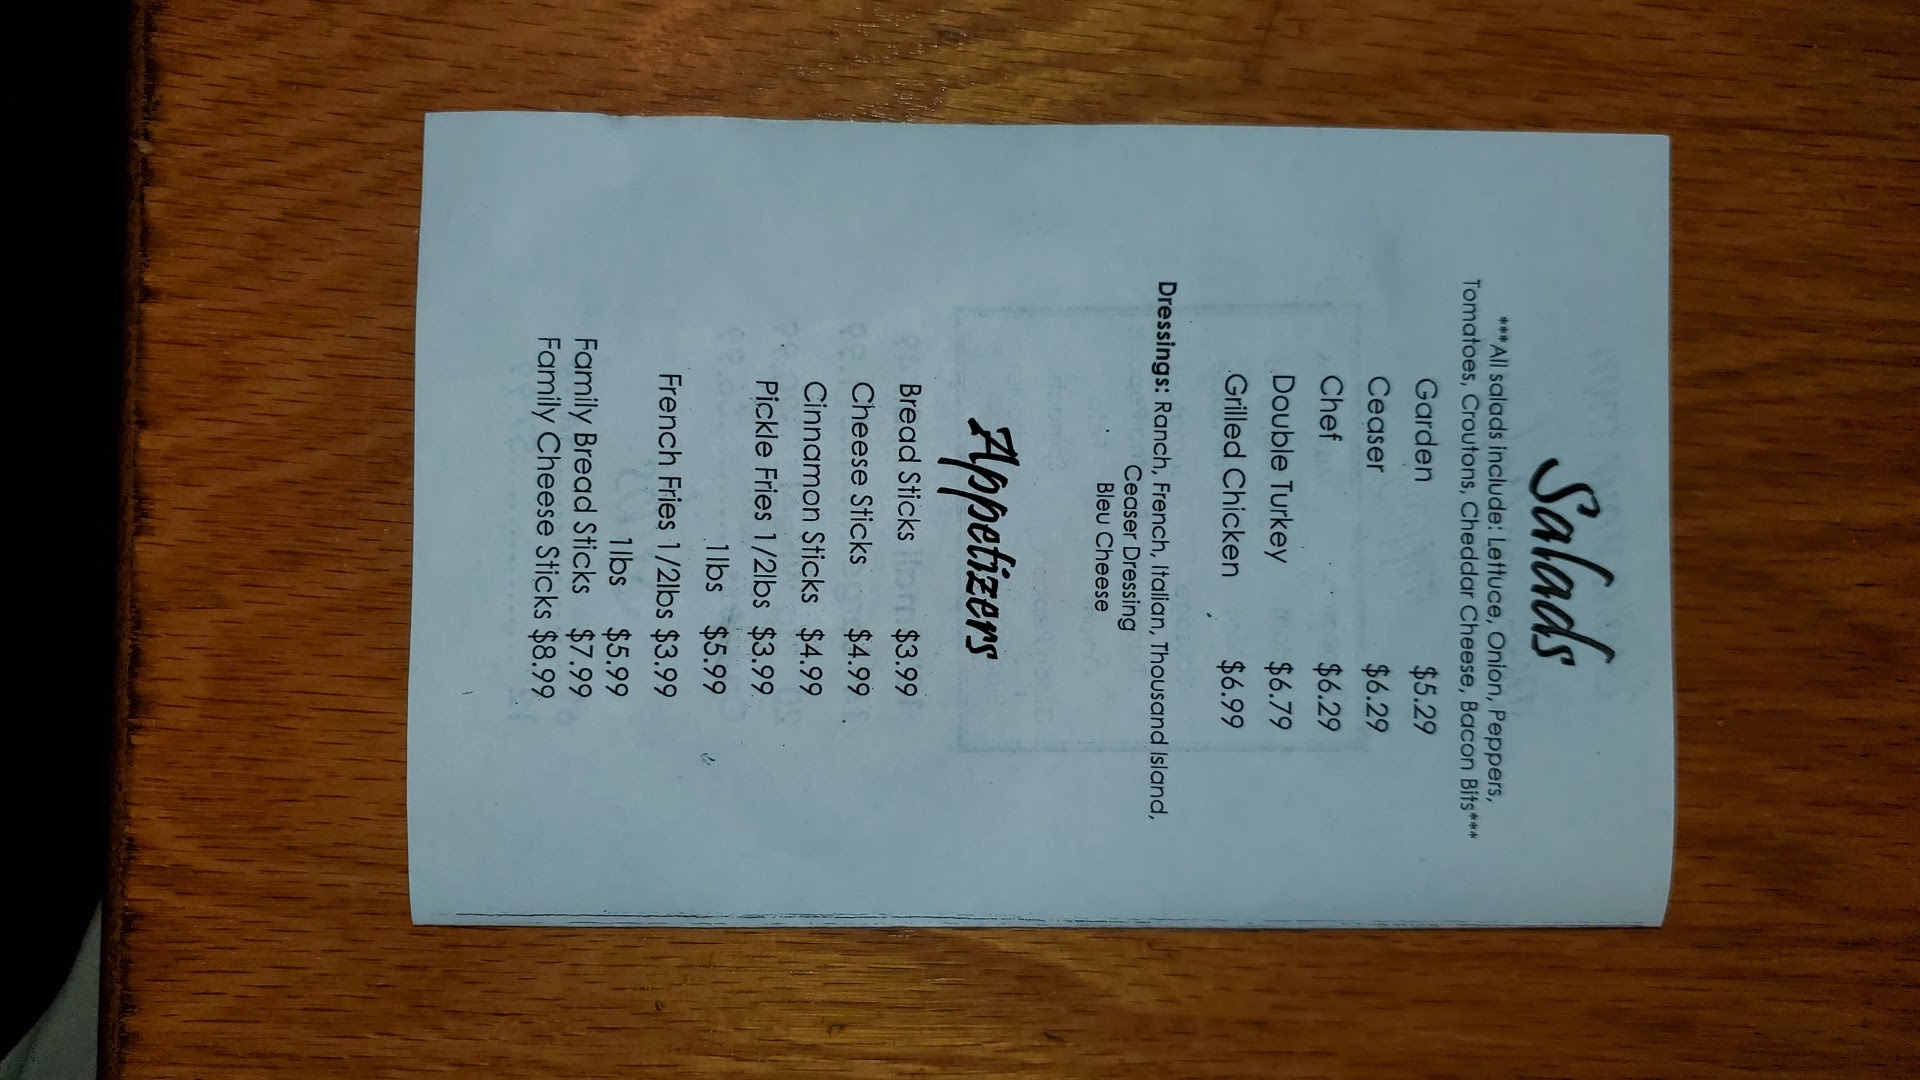 Salads
***All salads include: Lettuce, Onion, Peppers,
Tomatoes, Croutons, Cheddar Cheese, Bacon Bits***
Garden $5.29
Ceaser $6.29
Chef $6.29
Double Turkey $6.79
Grilled Chicken $6.99
Dressings: Ranch, French, Italian, Thousand Island,
Ceaser Dressing
Bleu Cheese
Appetizers
Bread Sticks $3.99
Cheese Sticks $4.99
Cinnamon Sticks $4.99
Pickle Fries 1/2lbs $3.99
1lbs $5.99
French Fries 1/2lbs $3.99
1lbs $5.99
Family Bread Sticks $7.99
Family Cheese Sticks $8.99